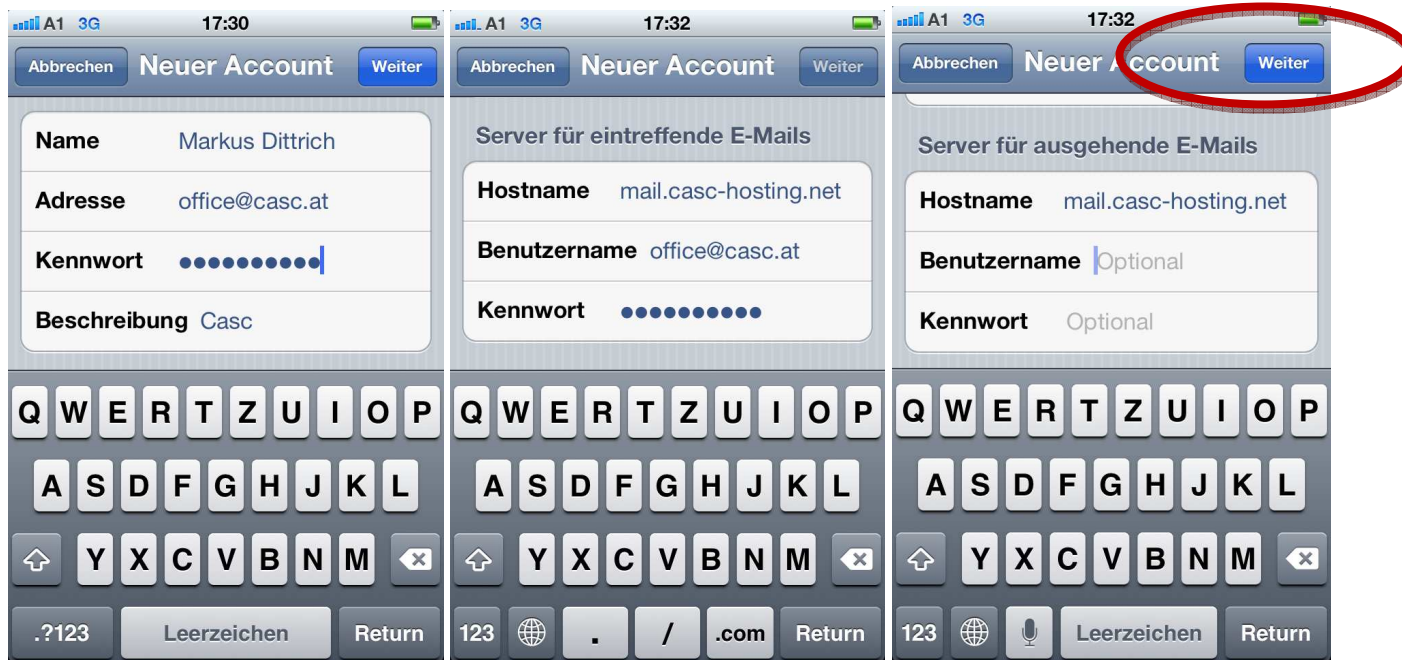 A1 3G 17:30
Abbrechen Neuer Account Weiter
Name Markus Dittrich
Adresse office@casc.at
Kennwort ●●●●●●●●●●
Beschreibung Casc
Q W E R T Z U I O P
A S D F G H J K L
Y X C V B N M
.?123 Leerzeichen Return
A1 3G 17:32
Abbrechen Neuer Account Weiter
Server für eintreffende E-Mails
Hostname mail.casc-hosting.net
Benutzername office@casc.at
Kennwort ●●●●●●●●●●
Q W E R T Z U I O P
A S D F G H J K L
Y X C V B N M
123 . / .com Return
A1 3G 17:32
Abbrechen Neuer Account Weiter
Server für ausgehende E-Mails
Hostname mail.casc-hosting.net
Benutzername Optional
Kennwort Optional
Q W E R T Z U I O P
A S D F G H J K L
Y X C V B N M
123 Leerzeichen Return